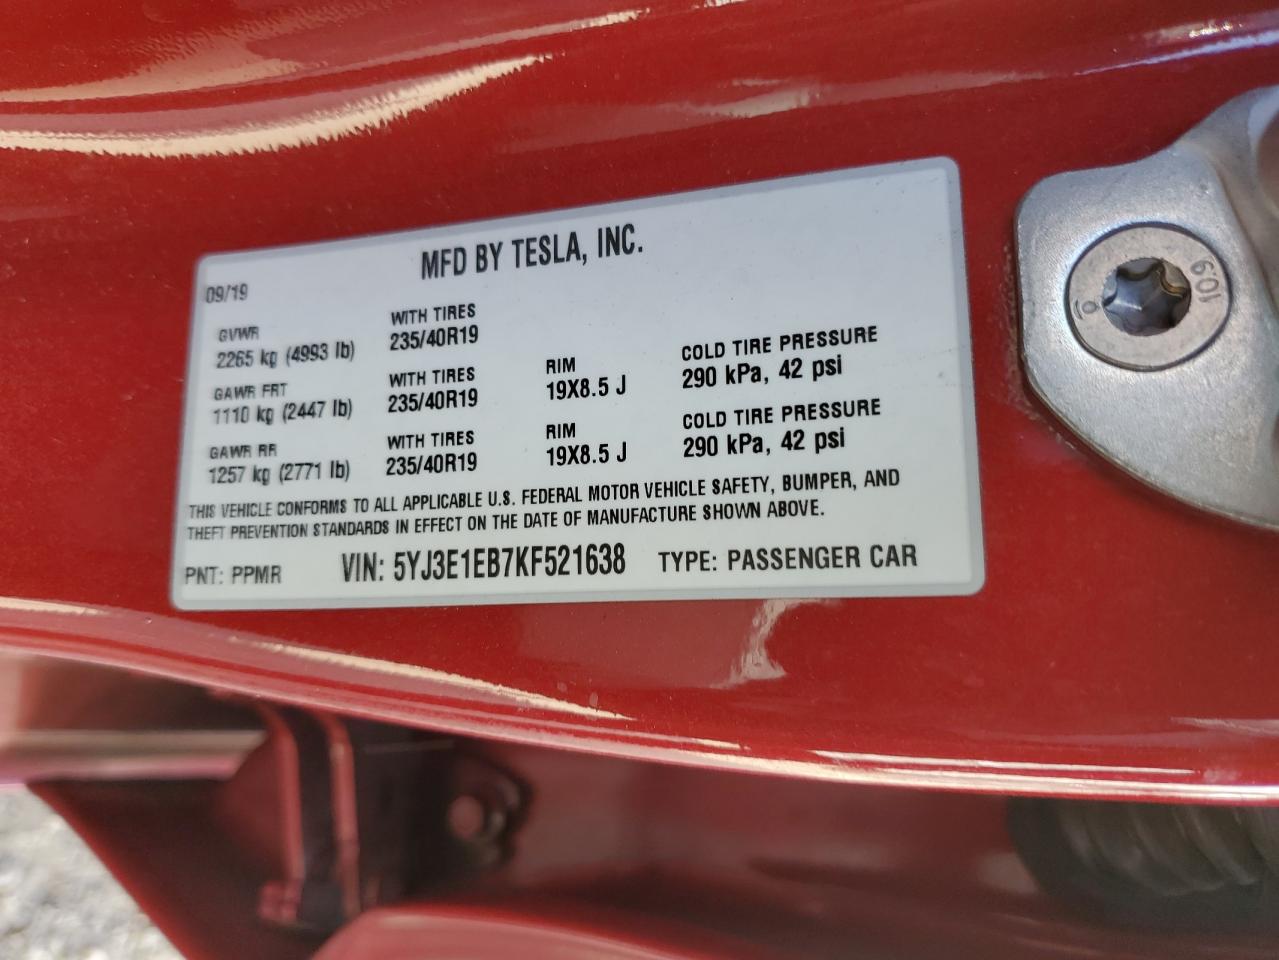 MFD BY TESLA, INC.
09/19
GVWR
2265 kg (4993 lb)
WITH TIRES
235/40R19
GAWR FRT
1110 kg (2447 lb)
WITH TIRES
235/40R19
RIM
19X8.5 J
COLD TIRE PRESSURE
290 kPa, 42 psi
GAWR RR
1257 kg (2771 lb)
WITH TIRES
235/40R19
RIM
19X8.5 J
COLD TIRE PRESSURE
290 kPa, 42 psi
THIS VEHICLE CONFORMS TO ALL APPLICABLE U.S. FEDERAL MOTOR VEHICLE SAFETY, BUMPER, AND
THEFT PREVENTION STANDARDS IN EFFECT ON THE DATE OF MANUFACTURE SHOWN ABOVE.
PNT: PPMR VIN: 5YJ3E1EB7KF521638 TYPE: PASSENGER CAR
10.9